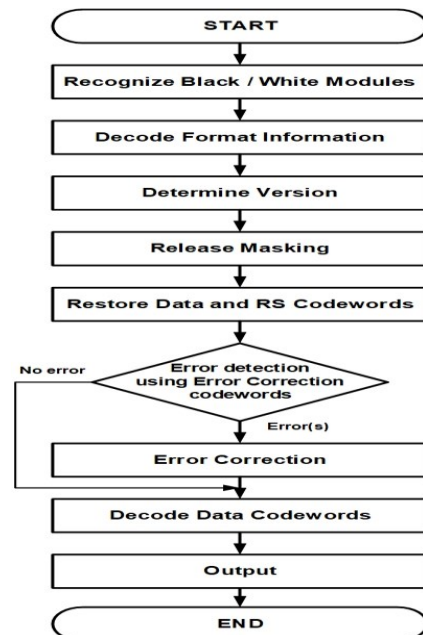 START
Recognize Black / White Modules
Decode Format Information
Determine Version
Release Masking
Restore Data and RS Codewords
No error
Error detection
using Error Correction
codewords
Error(s)
Error Correction
Decode Data Codewords
Output
END